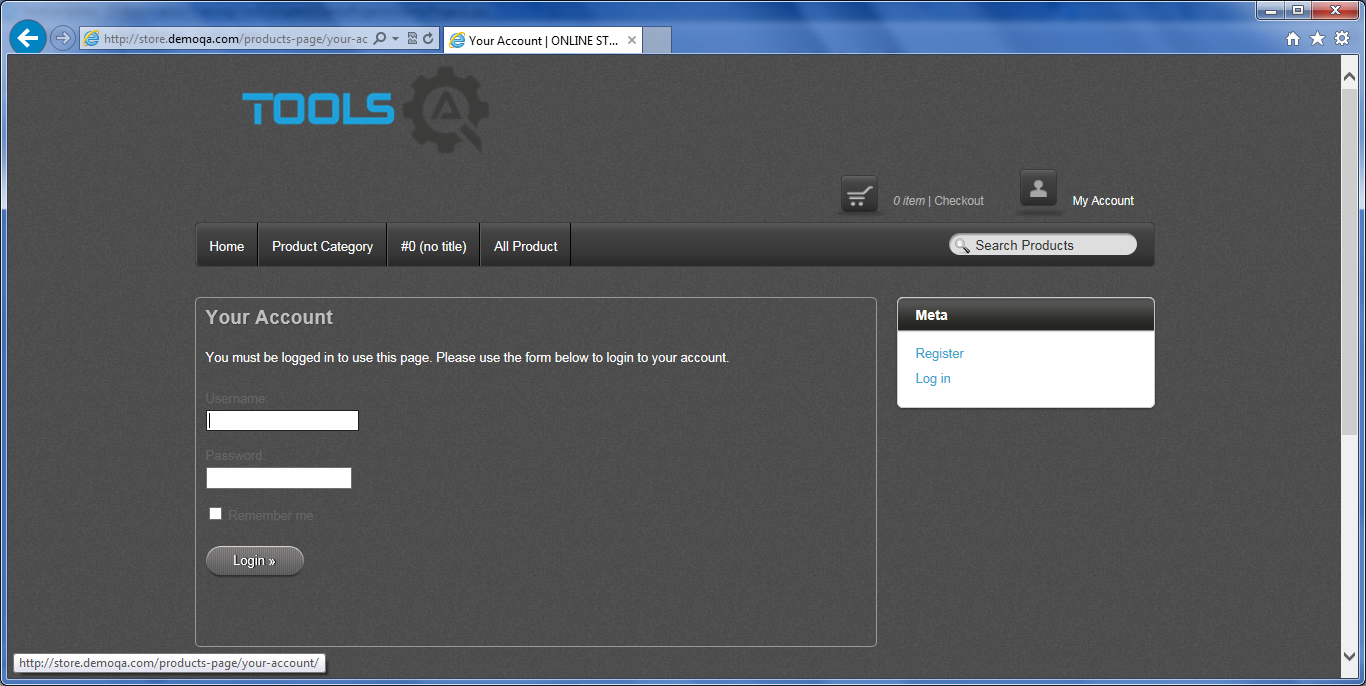 http://store.demoqa.com/products-page/your-ac
Your Account | ONLINE ST...
TOOLS QA
0 item | Checkout
My Account
Home
Product Category
#0 (no title)
All Product
Search Products
Your Account
You must be logged in to use this page. Please use the form below to login to your account.
Username:
Password:
Remember me
Login »
Meta
Register
Log in
http://store.demoqa.com/products-page/your-account/